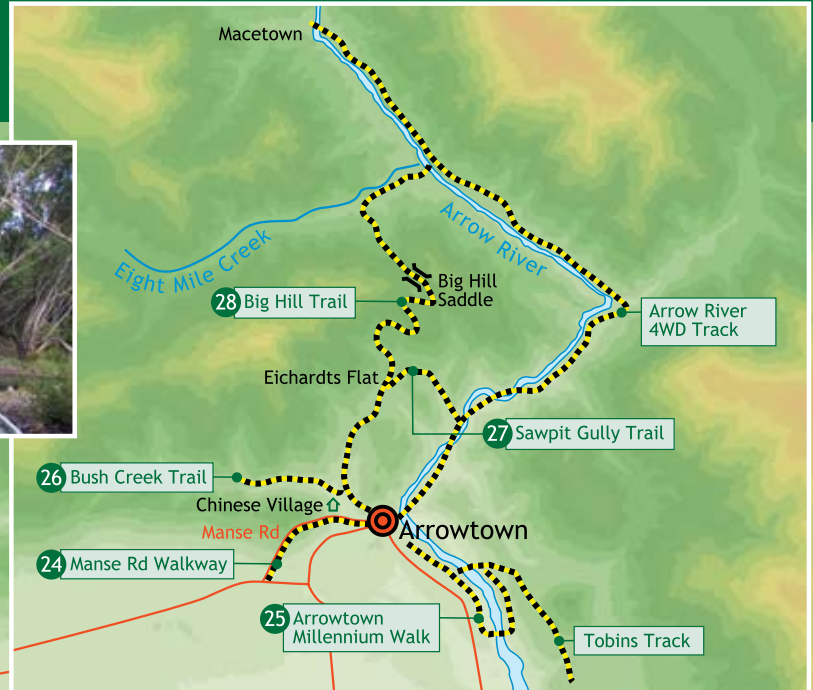 Macetown
Arrow River
Eight Mile Creek
Big Hill
Saddle
28 Big Hill Trail
Arrow River
4WD Track
Eichardts Flat
27 Sawpit Gully Trail
26 Bush Creek Trail
Chinese Village
Manse Rd
Arrowtown
24 Manse Rd Walkway
25 Arrowtown
Millennium Walk
Tobins Track